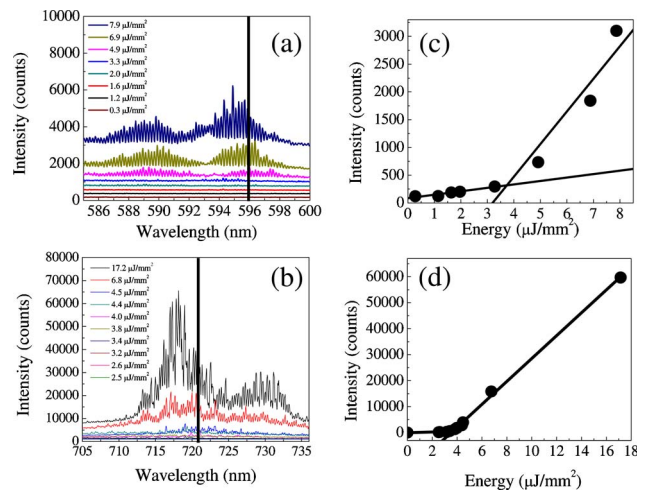 (a)
10000
8000
6000
4000
2000
0
7.9 µJ/mm²
6.9 µJ/mm²
4.9 µJ/mm²
3.3 µJ/mm²
2.0 µJ/mm²
1.6 µJ/mm²
1.2 µJ/mm²
0.3 µJ/mm²
Intensity (counts)
586 588 590 592 594 596 598 600
Wavelength (nm)
(c)
3000
2500
2000
1500
1000
500
0
Intensity (counts)
0 1 2 3 4 5 6 7 8
Energy (µJ/mm²)
(b)
80000
70000
60000
50000
40000
30000
20000
10000
0
17.2 µJ/mm²
6.8 µJ/mm²
4.5 µJ/mm²
4.4 µJ/mm²
4.0 µJ/mm²
3.8 µJ/mm²
3.4 µJ/mm²
3.2 µJ/mm²
2.6 µJ/mm²
2.5 µJ/mm²
Intensity (counts)
705 710 715 720 725 730 735
Wavelength (nm)
(d)
60000
50000
40000
30000
20000
10000
0
Intensity (counts)
0 2 4 6 8 10 12 14 16 18
Energy (µJ/mm²)